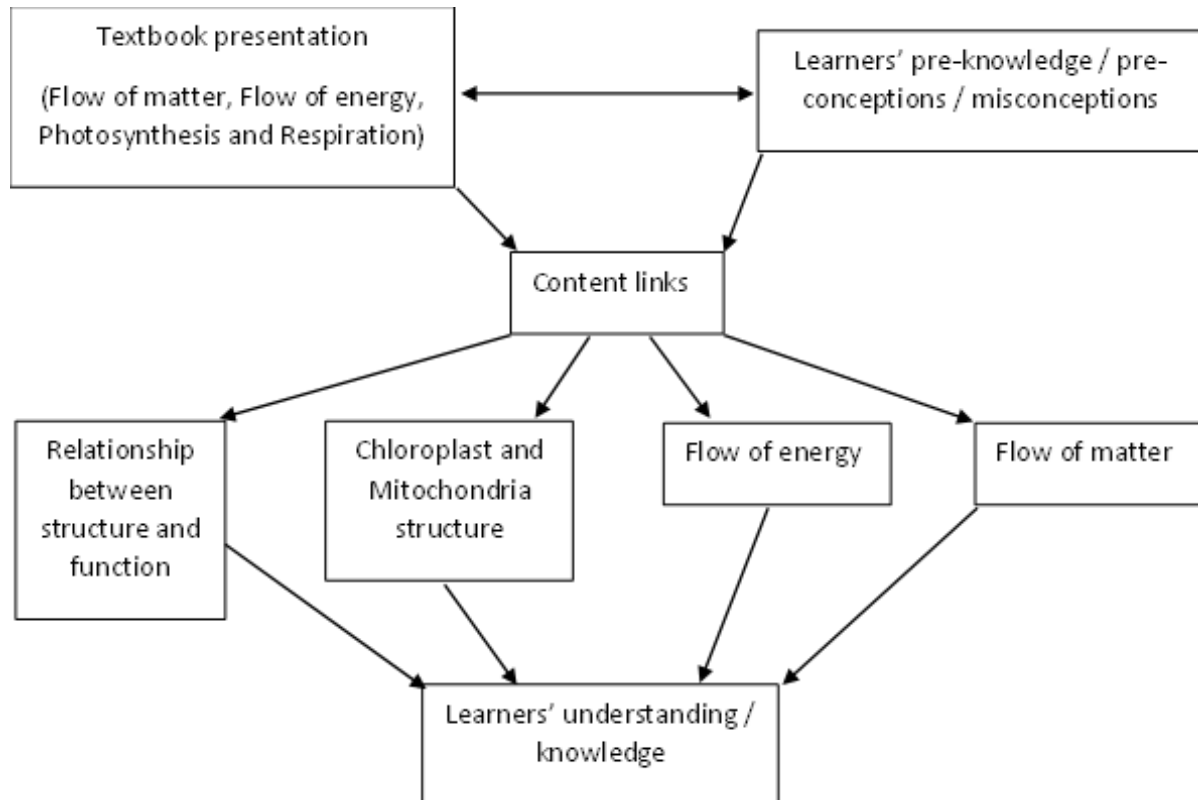 Textbook presentation
(Flow of matter, Flow of energy,
Photosynthesis and Respiration)
Learners’ pre-knowledge / pre-
conceptions / misconceptions
Content links
Relationship
between
structure and
function
Chloroplast and
Mitochondria
structure
Flow of energy
Flow of matter
Learners’ understanding /
knowledge